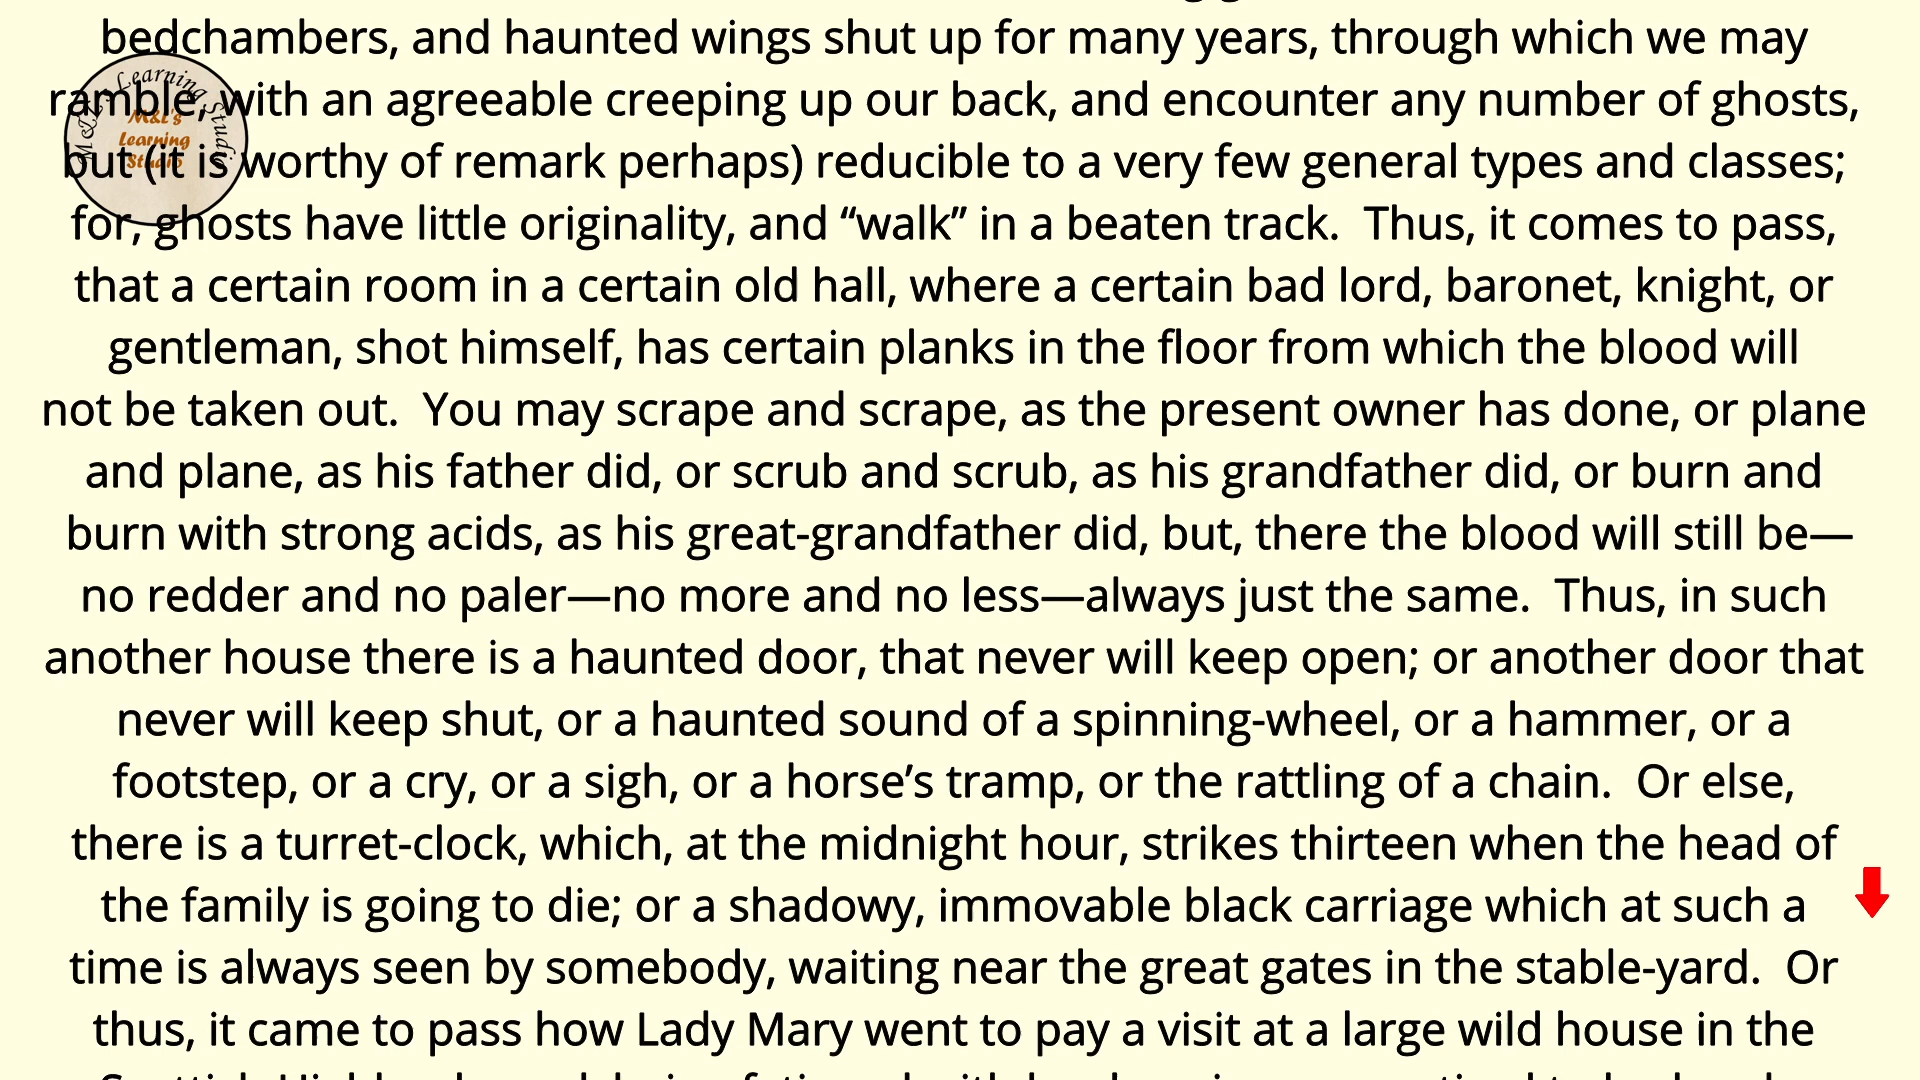 bedchambers, and haunted wings shut up for many years, through which we may
ramble, with an agreeable creeping up our back, and encounter any number of ghosts,
but (it is worthy of remark perhaps) reducible to a very few general types and classes;
for, ghosts have little originality, and “walk” in a beaten track.  Thus, it comes to pass,
that a certain room in a certain old hall, where a certain bad lord, baronet, knight, or
gentleman, shot himself, has certain planks in the floor from which the blood will
not be taken out.  You may scrape and scrape, as the present owner has done, or plane
and plane, as his father did, or scrub and scrub, as his grandfather did, or burn and
burn with strong acids, as his great-grandfather did, but, there the blood will still be—
no redder and no paler—no more and no less—always just the same.  Thus, in such
another house there is a haunted door, that never will keep open; or another door that
never will keep shut, or a haunted sound of a spinning-wheel, or a hammer, or a
footstep, or a cry, or a sigh, or a horse’s tramp, or the rattling of a chain.  Or else,
there is a turret-clock, which, at the midnight hour, strikes thirteen when the head of
the family is going to die; or a shadowy, immovable black carriage which at such a
time is always seen by somebody, waiting near the great gates in the stable-yard.  Or
thus, it came to pass how Lady Mary went to pay a visit at a large wild house in the
M&L's
Learning
Studio